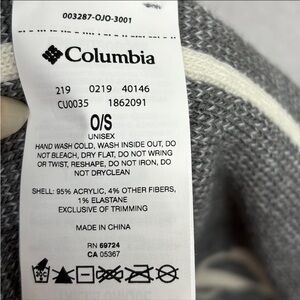 003287-OJO-3001
Columbia
219 0219 40146
CU0035 1862091
O/S
UNISEX
HAND WASH COLD, WASH INSIDE OUT, DO
NOT BLEACH, DRY FLAT, DO NOT WRING
OR TWIST, RESHAPE, DO NOT IRON, DO
NOT DRYCLEAN
SHELL: 95% ACRYLIC, 4% OTHER FIBERS,
1% ELASTANE
EXCLUSIVE OF TRIMMING
MADE IN CHINA
RN 69724
CA 05367